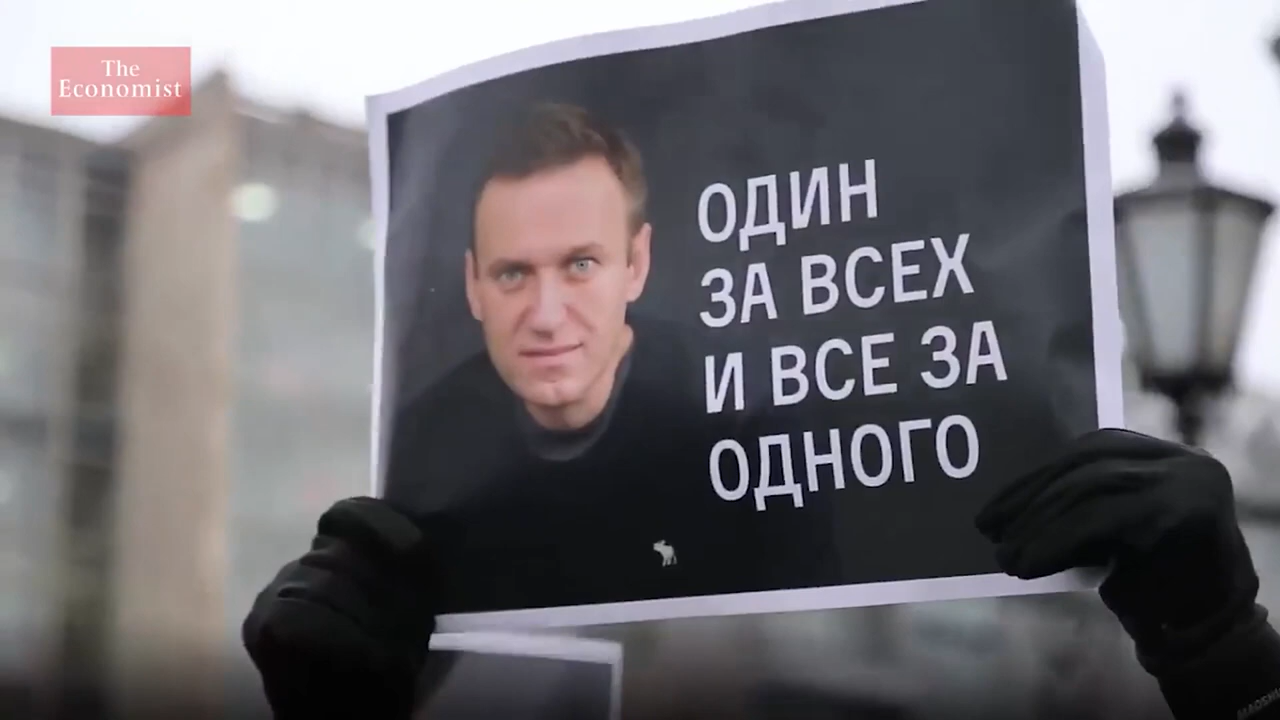 The
Economist
ОДИН
ЗА ВСЕХ
И ВСЕ ЗА
ОДНОГО